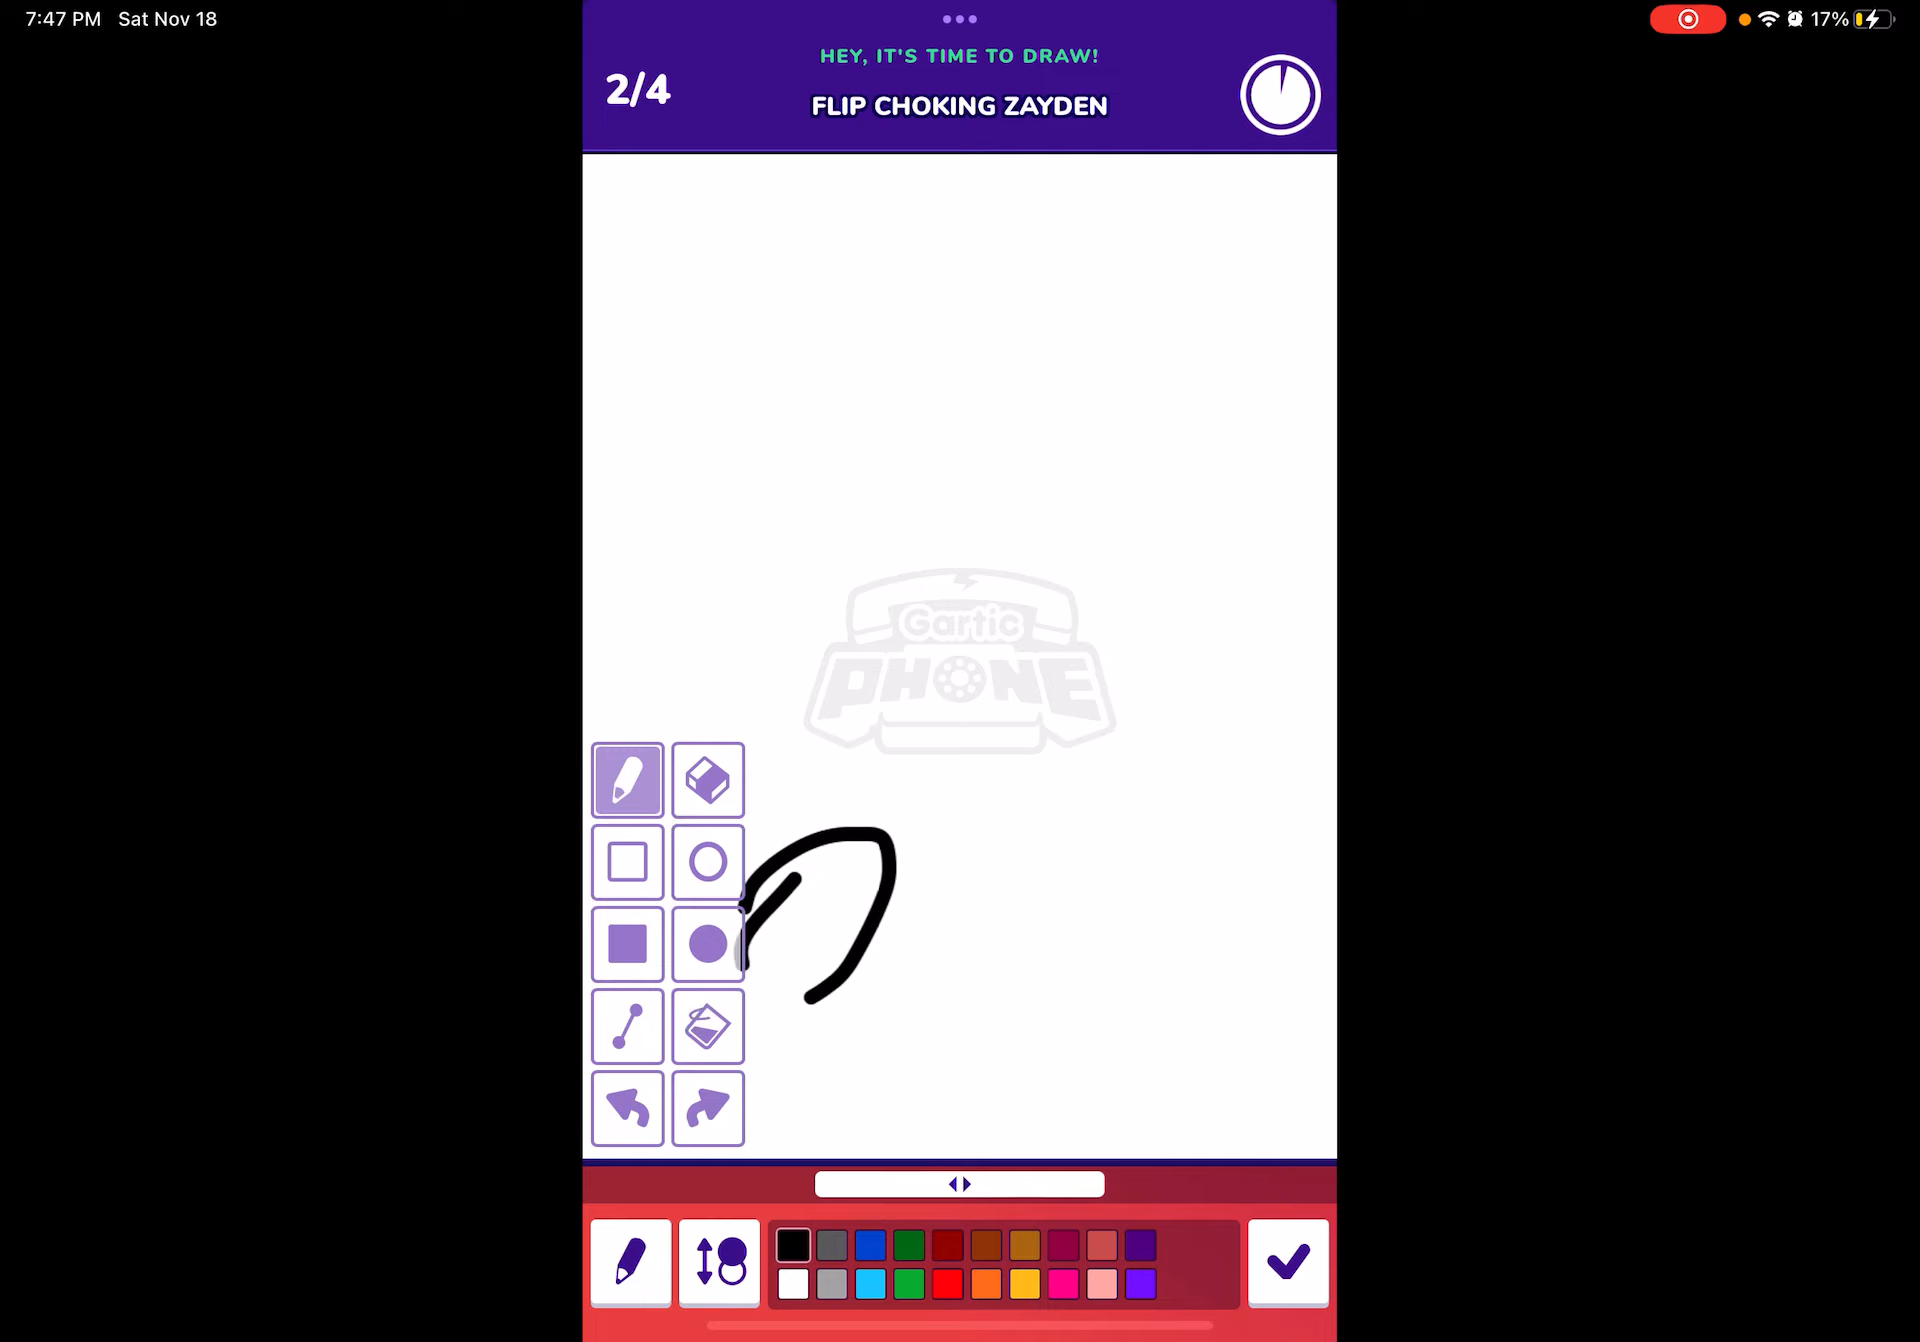 7:47 PM Sat Nov 18
17%
HEY, IT'S TIME TO DRAW!
2/4
FLIP CHOKING ZAYDEN
Gartic
PHONE